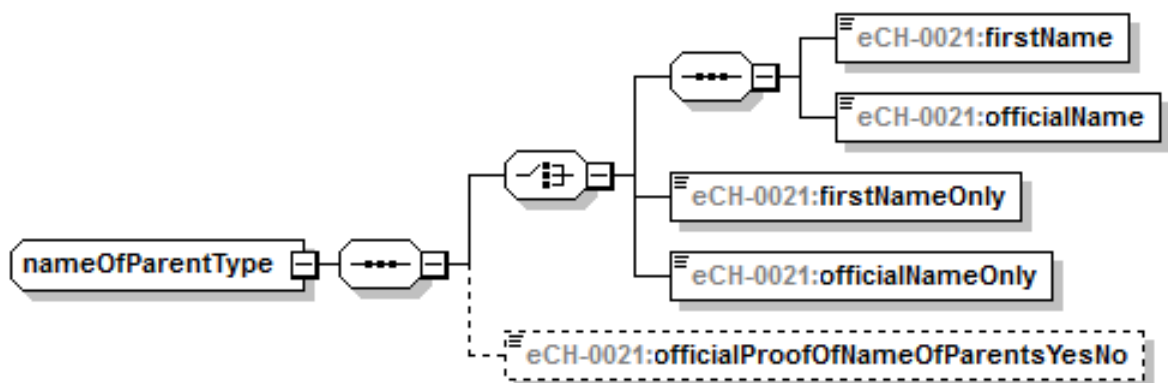 eCH-0021:firstName
eCH-0021:officialName
eCH-0021:firstNameOnly
nameOfParentType
eCH-0021:officialNameOnly
eCH-0021:officialProofOfNameOfParentsYesNo